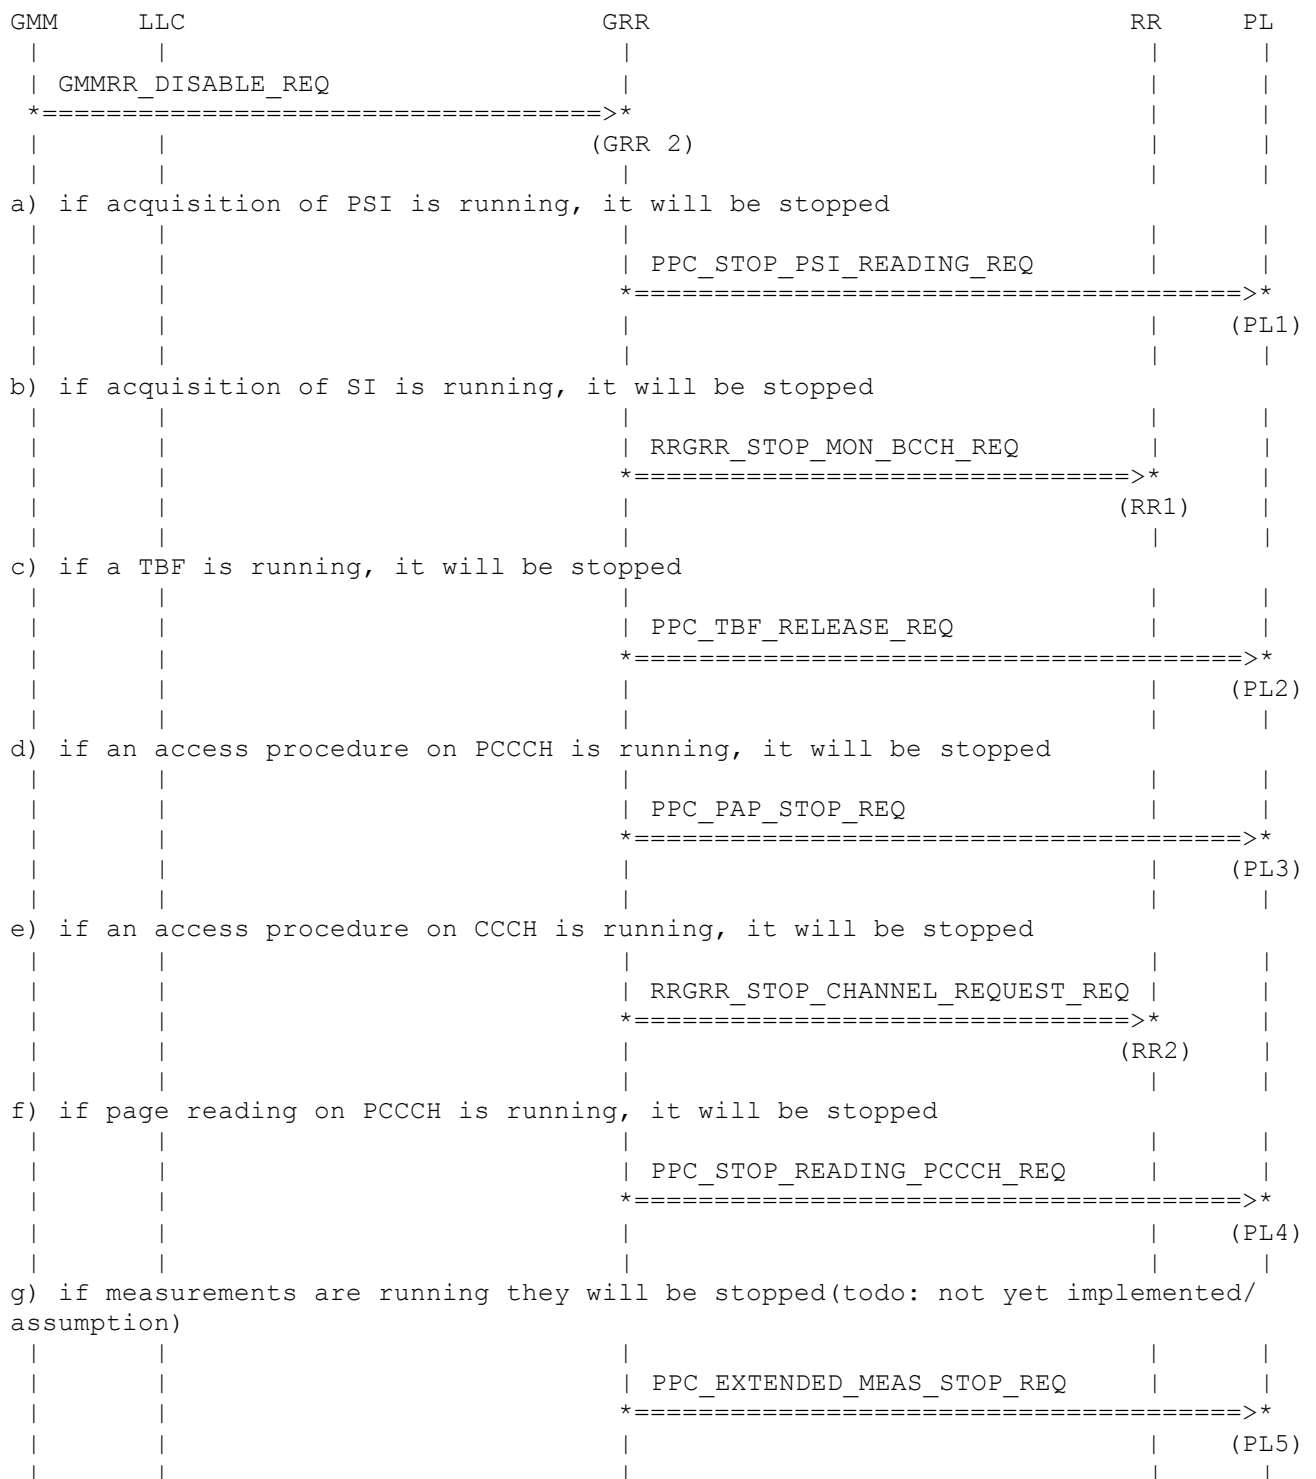 GMM LLC GRR RR PL
| | | | |
| GMMRR_DISABLE_REQ | | |
*===================================>* | |
| | (GRR 2) | |
| | | | |
a) if acquisition of PSI is running, it will be stopped
| | | | |
| | | PPC_STOP_PSI_READING_REQ | |
| | *======================================>*
| | | | (PL1)
| | | | |
b) if acquisition of SI is running, it will be stopped
| | | | |
| | | RRGRR_STOP_MON_BCCH_REQ | |
| | *===============================>* |
| | | (RR1) |
| | | | |
c) if a TBF is running, it will be stopped
| | | | |
| | | PPC_TBF_RELEASE_REQ | |
| | *======================================>*
| | | | (PL2)
| | | | |
d) if an access procedure on PCCCH is running, it will be stopped
| | | | |
| | | PPC_PAP_STOP_REQ | |
| | *======================================>*
| | | | (PL3)
| | | | |
e) if an access procedure on CCCH is running, it will be stopped
| | | | |
| | | RRGRR_STOP_CHANNEL_REQUEST_REQ | |
| | *===============================>* |
| | | (RR2) |
| | | | |
f) if page reading on PCCCH is running, it will be stopped
| | | | |
| | | PPC_STOP_READING_PCCCH_REQ | |
| | *======================================>*
| | | | (PL4)
| | | | |
g) if measurements are running they will be stopped(todo: not yet implemented/
assumption)
| | | | |
| | | PPC_EXTENDED_MEAS_STOP_REQ | |
| | *======================================>*
| | | | (PL5)
| | | | |